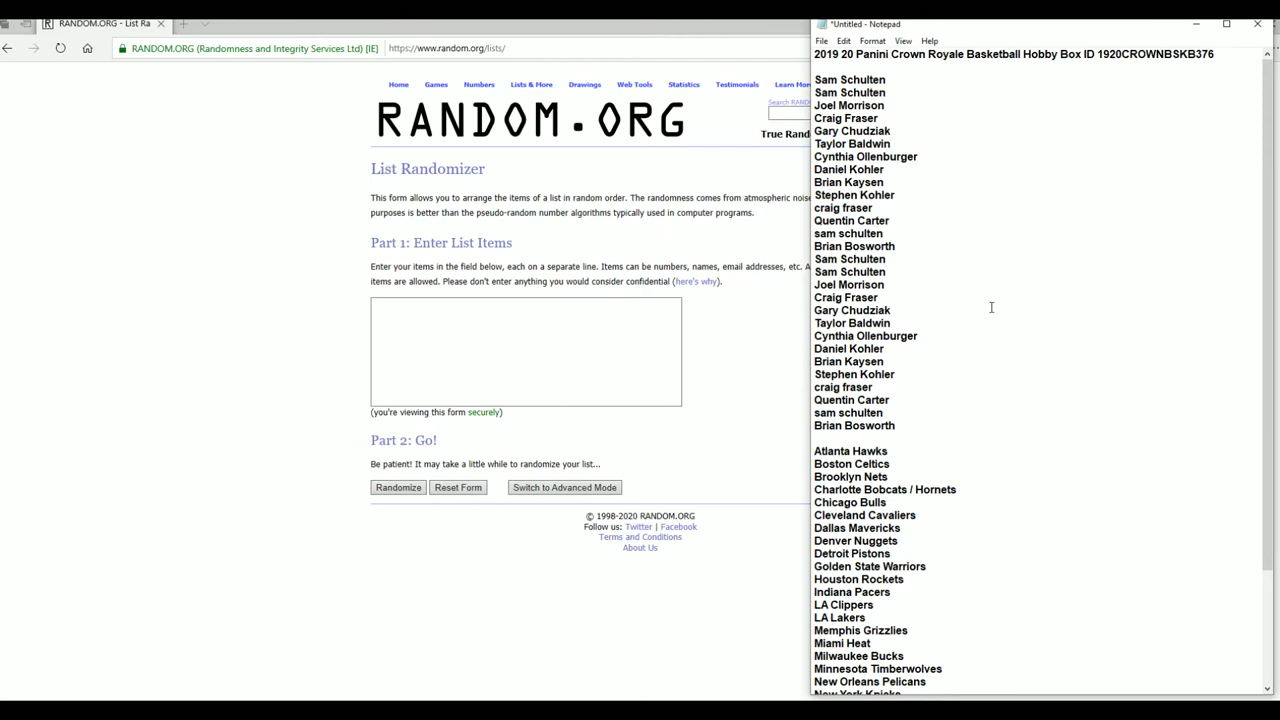 RANDOM.ORG - List Ra
RANDOM.ORG (Randomness and Integrity Services Ltd) [IE]
https://www.random.org/lists/
Home Games Numbers Lists & More Drawings Web Tools Statistics Testimonials Learn More
Search RAND
RANDOM.ORG
True Rand
List Randomizer
This form allows you to arrange the items of a list in random order. The randomness comes from atmospheric nois
purposes is better than the pseudo-random number algorithms typically used in computer programs.
Part 1: Enter List Items
Enter your items in the field below, each on a separate line. Items can be numbers, names, email addresses, etc. A
items are allowed. Please don't enter anything you would consider confidential (here's why).
(you're viewing this form securely)
Part 2: Go!
Be patient! It may take a little while to randomize your list...
Randomize Reset Form Switch to Advanced Mode
© 1998-2020 RANDOM.ORG
Follow us: Twitter | Facebook
Terms and Conditions
About Us
*Untitled - Notepad
File Edit Format View Help
2019 20 Panini Crown Royale Basketball Hobby Box ID 1920CROWNBSKB376
Sam Schulten
Sam Schulten
Joel Morrison
Craig Fraser
Gary Chudziak
Taylor Baldwin
Cynthia Ollenburger
Daniel Kohler
Brian Kaysen
Stephen Kohler
craig fraser
Quentin Carter
sam schulten
Brian Bosworth
Sam Schulten
Sam Schulten
Joel Morrison
Craig Fraser
Gary Chudziak
Taylor Baldwin
Cynthia Ollenburger
Daniel Kohler
Brian Kaysen
Stephen Kohler
craig fraser
Quentin Carter
sam schulten
Brian Bosworth
Atlanta Hawks
Boston Celtics
Brooklyn Nets
Charlotte Bobcats / Hornets
Chicago Bulls
Cleveland Cavaliers
Dallas Mavericks
Denver Nuggets
Detroit Pistons
Golden State Warriors
Houston Rockets
Indiana Pacers
LA Clippers
LA Lakers
Memphis Grizzlies
Miami Heat
Milwaukee Bucks
Minnesota Timberwolves
New Orleans Pelicans
New York Knicks